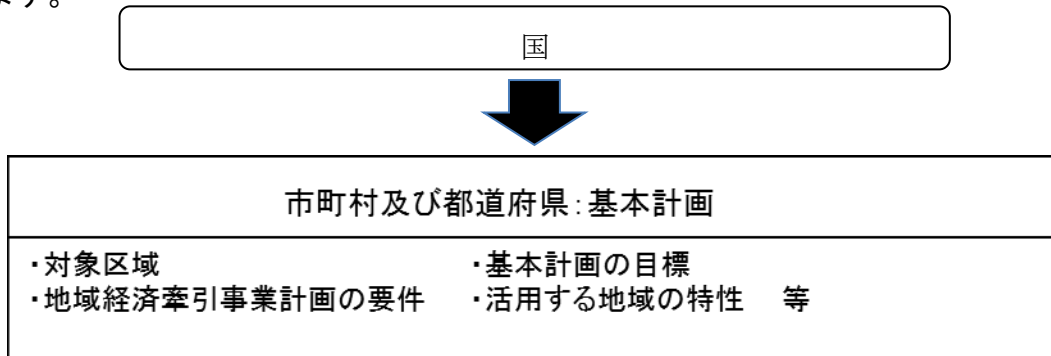 ます。
国
市町村及び都道府県：基本計画
・対象区域　・基本計画の目標
・地域経済牽引事業計画の要件　・活用する地域の特性　等